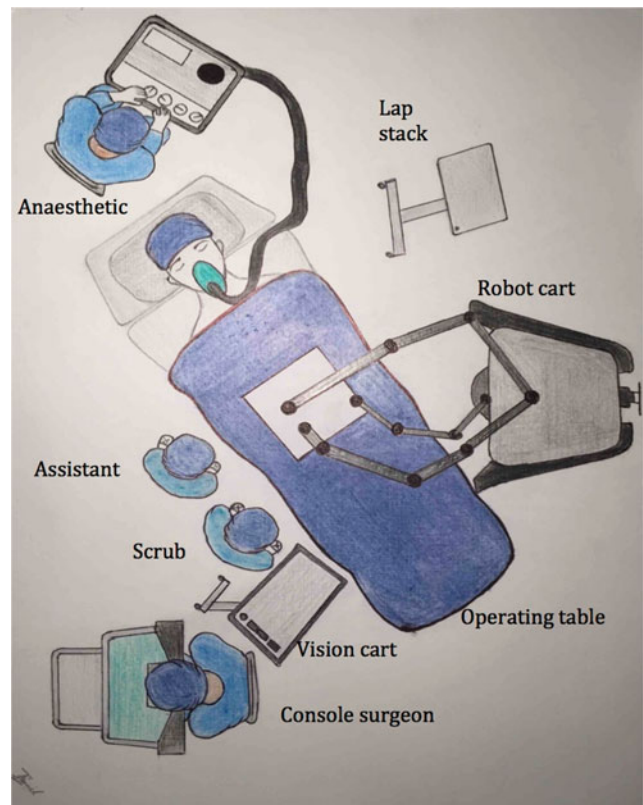 Lap
stack
Anaesthetic
Robot cart
Assistant
Scrub
Operating table
Vision cart
Console surgeon